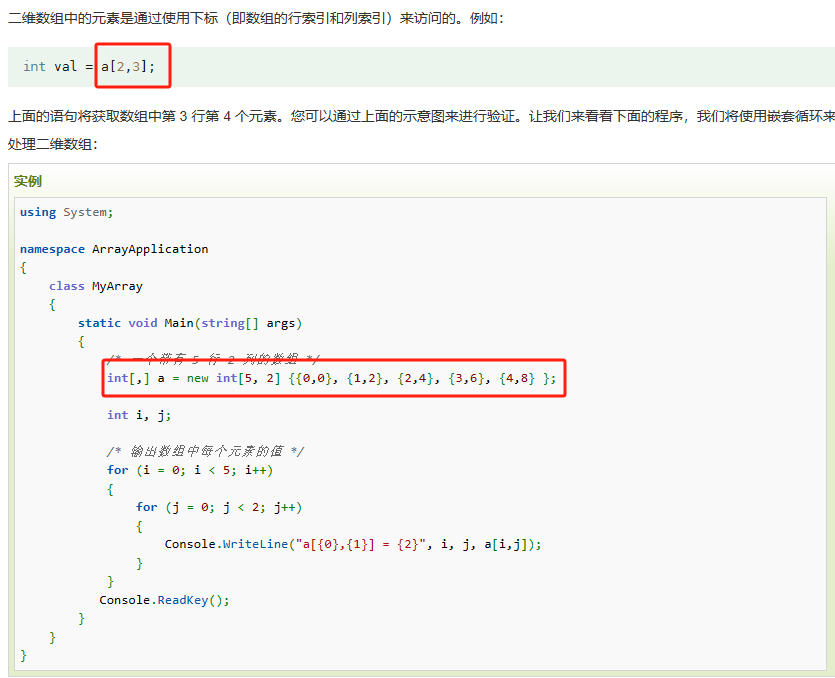 二维数组中的元素是通过使用下标（即数组的行索引和列索引）来访问的。例如：
int val = a[2,3];
上面的语句将获取数组中第 3 行第 4 个元素。您可以通过上面的示意图来进行验证。让我们来看看下面的程序，我们将使用嵌套循环来
处理二维数组：
实例
using System;
namespace ArrayApplication
{
class MyArray
{
static void Main(string[] args)
{
/* 一个带有 5 行 2 列的数组 */
int[,] a = new int[5, 2] {{0,0}, {1,2}, {2,4}, {3,6}, {4,8} };
int i, j;
/* 输出数组中每个元素的值 */
for (i = 0; i < 5; i++)
{
for (j = 0; j < 2; j++)
{
Console.WriteLine("a[{0},{1}] = {2}", i, j, a[i,j]);
}
}
Console.ReadKey();
}
}
}